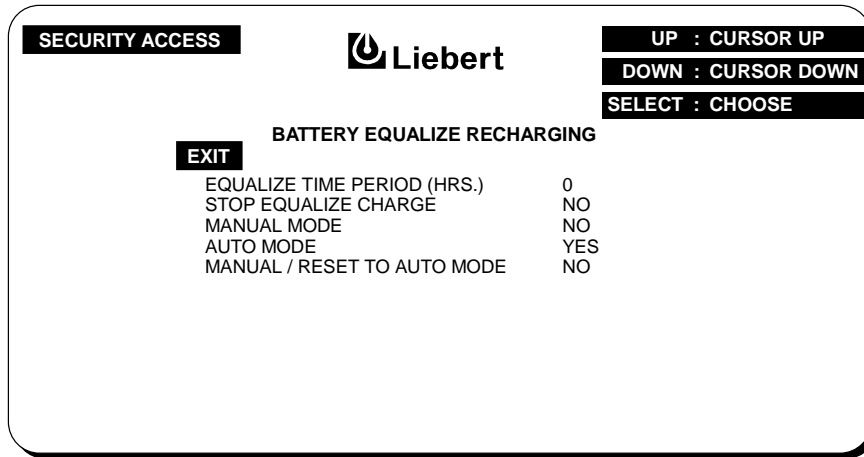 SECURITY ACCESS
Liebert
UP : CURSOR UP
DOWN : CURSOR DOWN
SELECT : CHOOSE
BATTERY EQUALIZE RECHARGING
EXIT
EQUALIZE TIME PERIOD (HRS.) 0
STOP EQUALIZE CHARGE NO
MANUAL MODE NO
AUTO MODE YES
MANUAL / RESET TO AUTO MODE NO